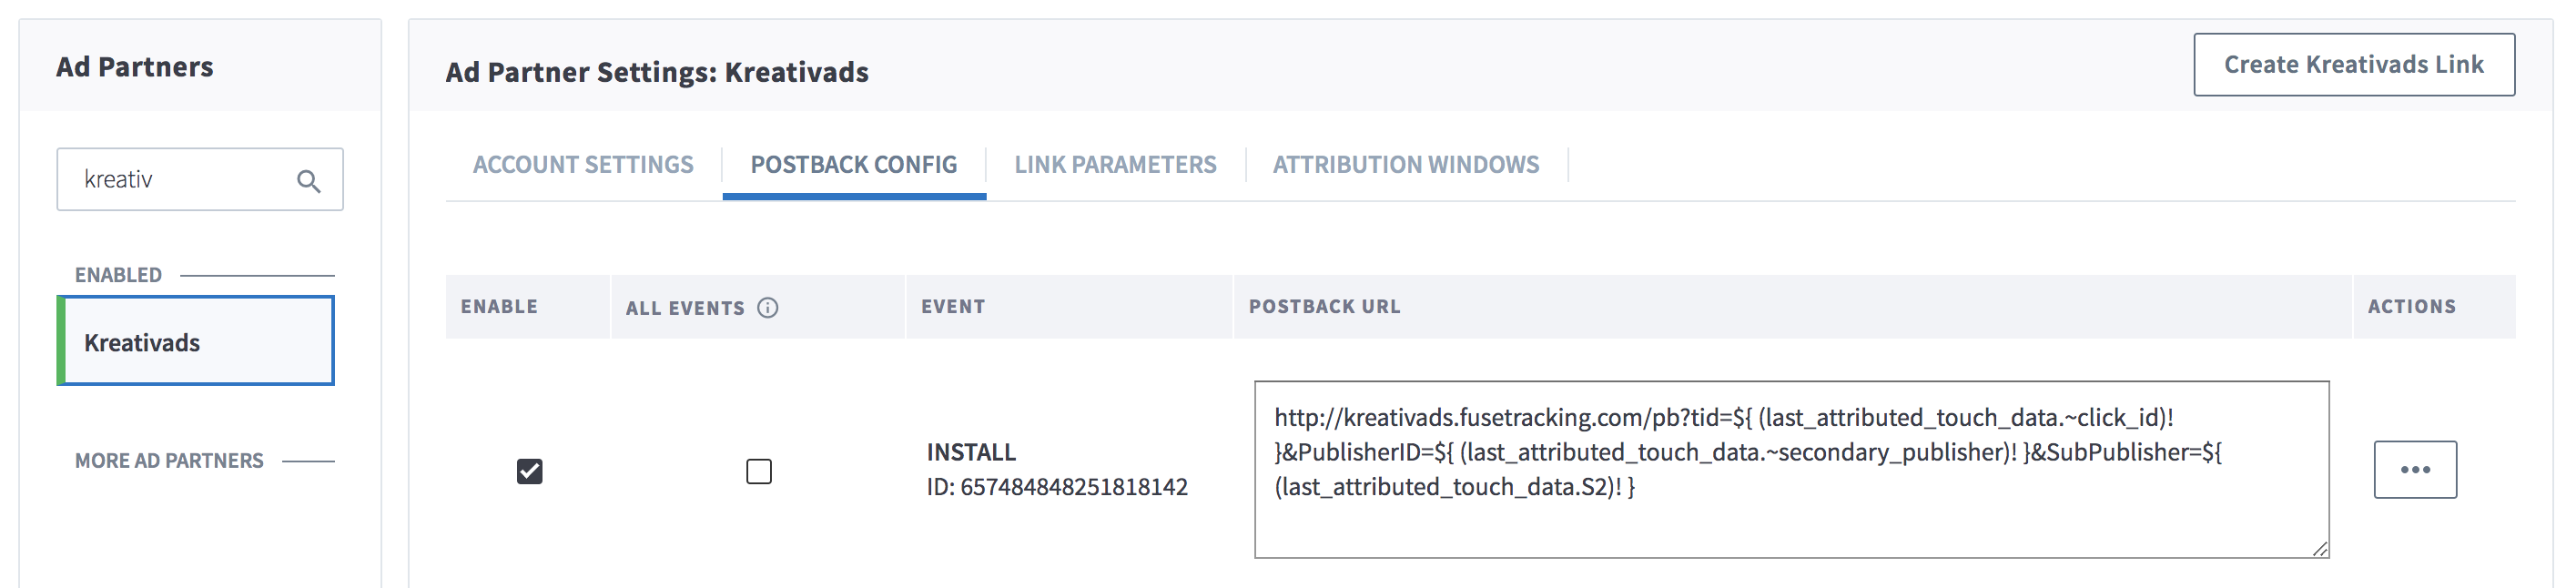 Ad Partners
kreativ
ENABLED
Kreativads
MORE AD PARTNERS
Ad Partner Settings: Kreativads
Create Kreativads Link
ACCOUNT SETTINGS
POSTBACK CONFIG
LINK PARAMETERS
ATTRIBUTION WINDOWS
ENABLE
ALL EVENTS
EVENT
POSTBACK URL
ACTIONS
INSTALL
ID: 657484848251818142
http://kreativads.fusetracking.com/pb?tid=${ (last_attributed_touch_data.~click_id)!
}&PublisherID=${ (last_attributed_touch_data.~secondary_publisher)! }&SubPublisher=${
(last_attributed_touch_data.S2)! }